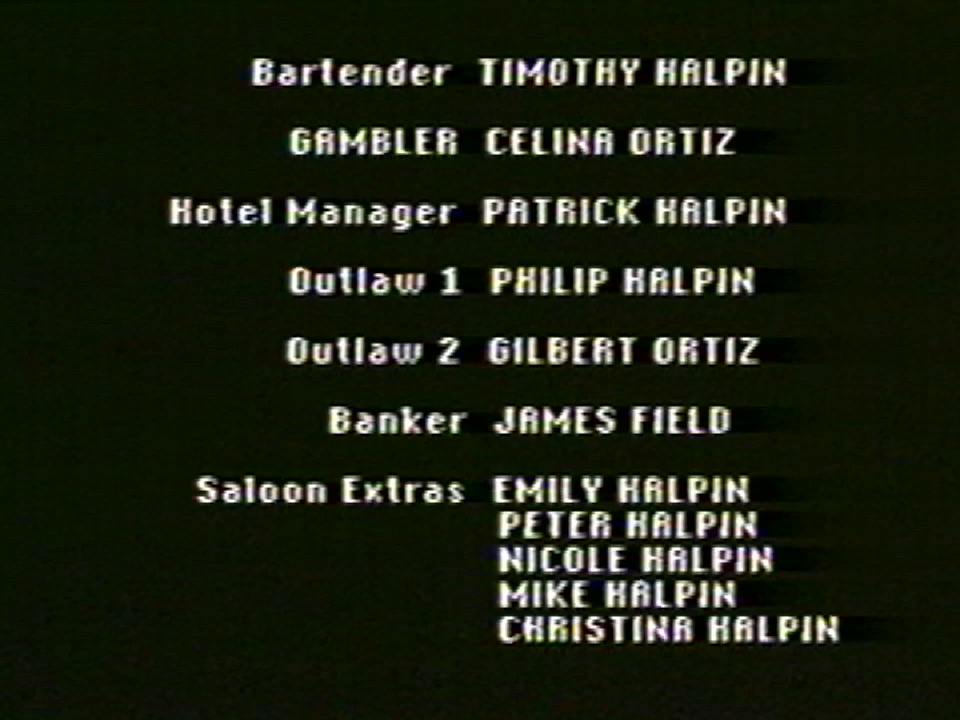 Bartender TIMOTHY HALPIN
GAMBLER CELINA ORTIZ
Hotel Manager PATRICK HALPIN
Outlaw 1 PHILIP HALPIN
Outlaw 2 GILBERT ORTIZ
Banker JAMES FIELD
Saloon Extras EMILY HALPIN
PETER HALPIN
NICOLE HALPIN
MIKE HALPIN
CHRISTINA HALPIN